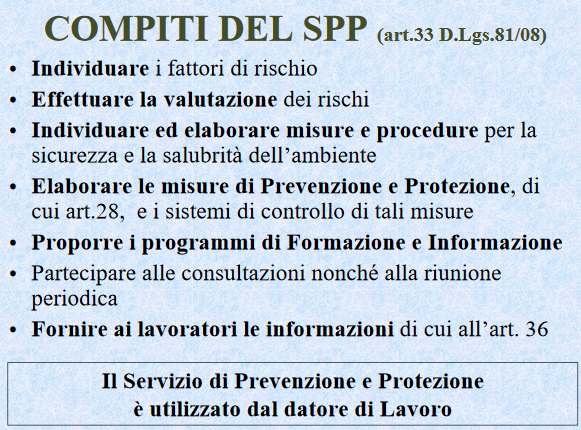 COMPITI DEL SPP (art.33 D.Lgs.81/08)
• Individuare i fattori di rischio
• Effettuare la valutazione dei rischi
• Individuare ed elaborare misure e procedure per la
sicurezza e la salubrità dell’ambiente
• Elaborare le misure di Prevenzione e Protezione, di
cui art.28, e i sistemi di controllo di tali misure
• Proporre i programmi di Formazione e Informazione
• Partecipare alle consultazioni nonché alla riunione
periodica
• Fornire ai lavoratori le informazioni di cui all’art. 36
Il Servizio di Prevenzione e Protezione
è utilizzato dal datore di Lavoro